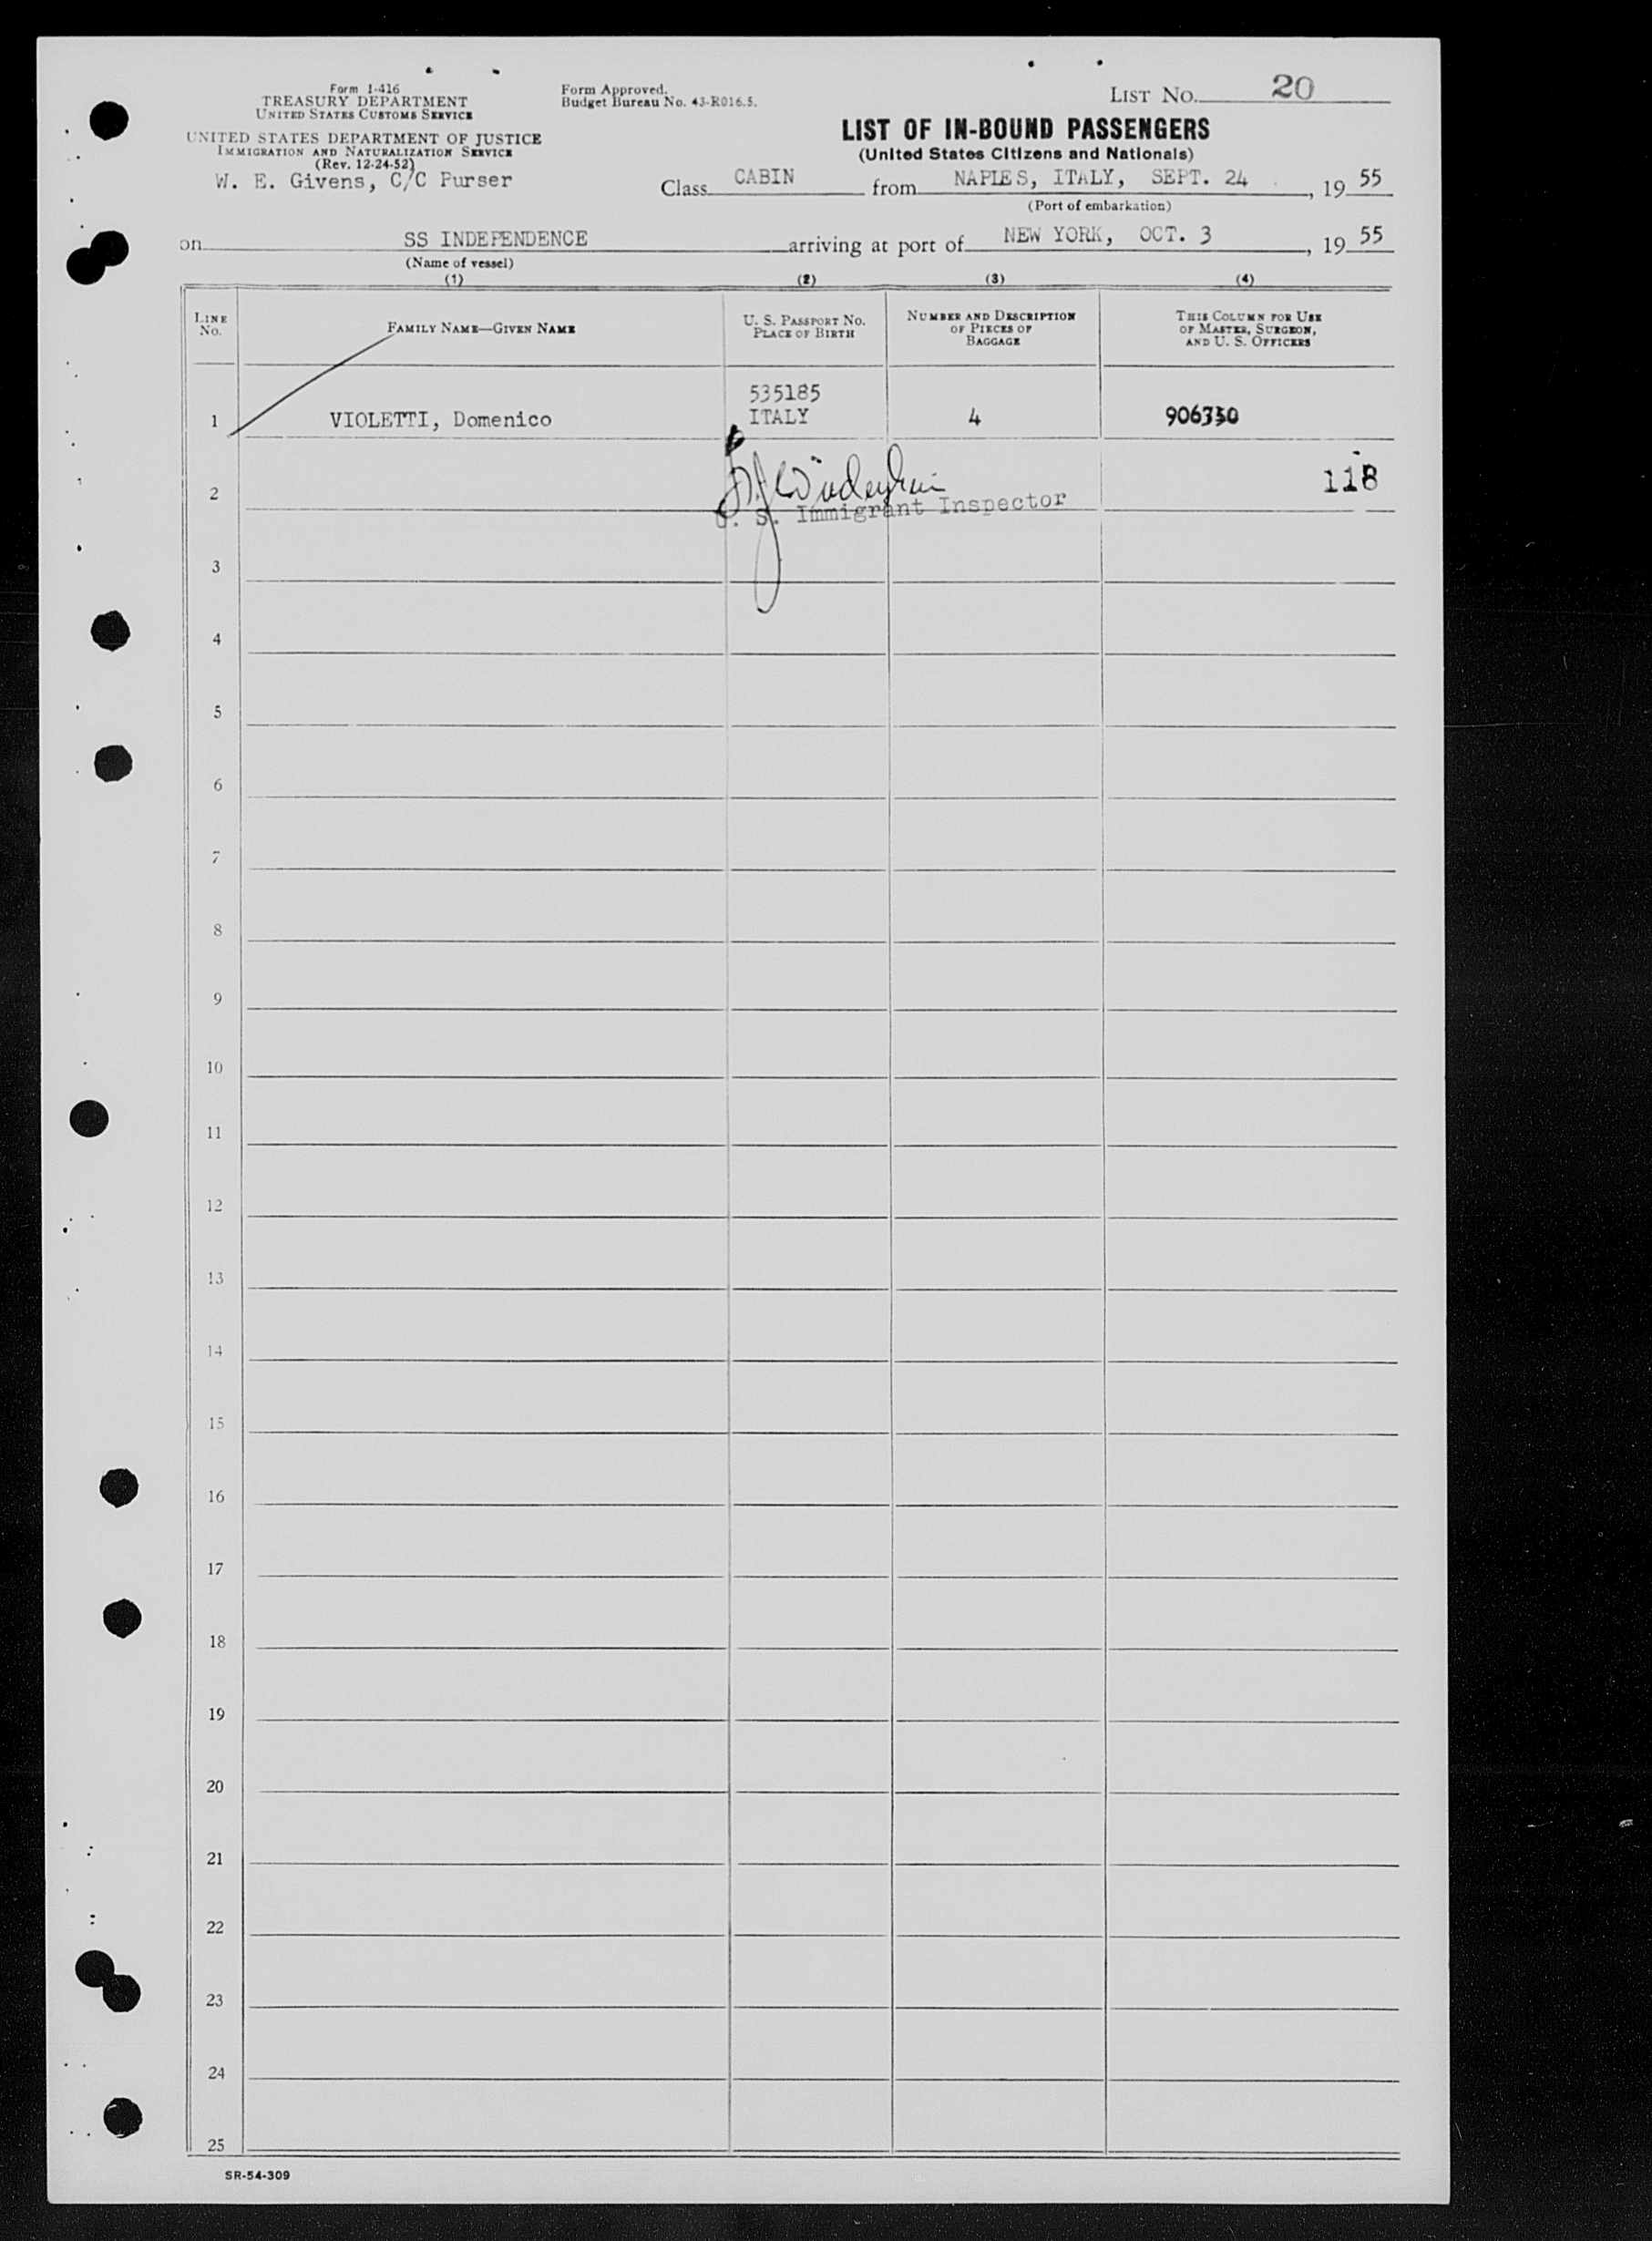 Form I-416
TREASURY DEPARTMENT
UNITED STATES CUSTOMS SERVICE
UNITED STATES DEPARTMENT OF JUSTICE
IMMIGRATION AND NATURALIZATION SERVICE
(Rev. 12-24-52)
W. E. Givens, C/C Purser
Form Approved.
Budget Bureau No. 43-R016.5.
LIST NO. 20
LIST OF IN-BOUND PASSENGERS
(United States Citizens and Nationals)
Class CABIN from NAPLES, ITALY, SEPT. 24, 19 55
(Port of embarkation)
on SS INDEPENDENCE arriving at port of NEW YORK, OCT. 3, 19 55
(Name of vessel)
(1) (2) (3) (4)
LINE NO.
FAMILY NAME—GIVEN NAME
U. S. PASSPORT NO.
PLACE OF BIRTH
NUMBER AND DESCRIPTION
OF PIECES OF
BAGGAGE
THIS COLUMN FOR USE
OF MASTER, SURGEON,
AND U. S. OFFICERS
535185
1 VIOLETTI, Domenico ITALY 4 906330
2 118
U. S. Immigrant Inspector
3
4
5
6
7
8
9
10
11
12
13
14
15
16
17
18
19
20
21
22
23
24
25
SR-54-309